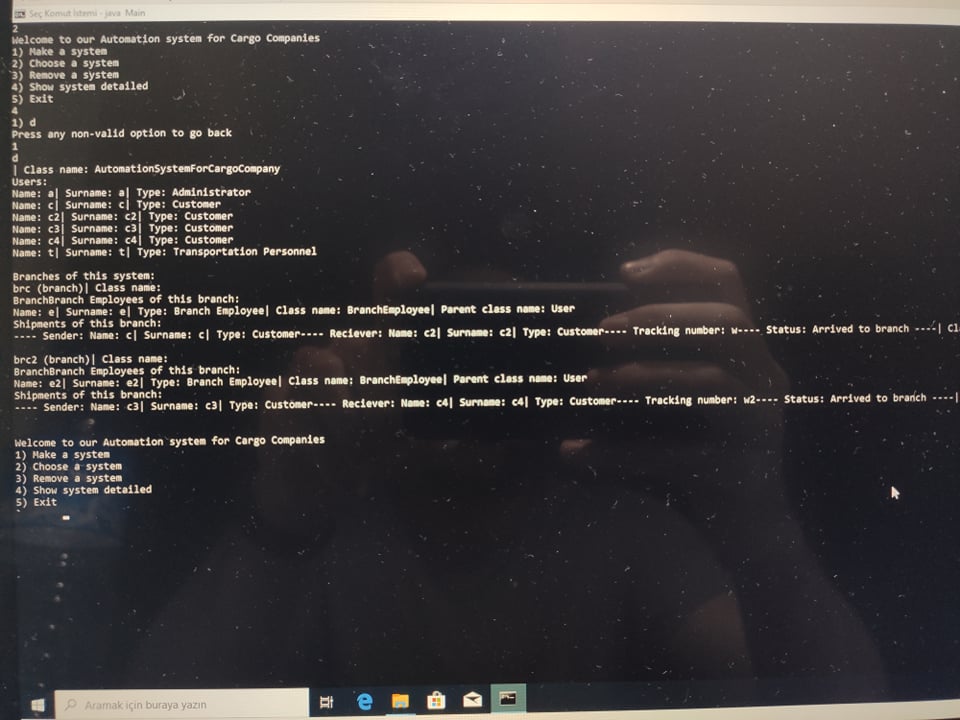 Seç Komut İstemi - java Main
2
Welcome to our Automation system for Cargo Companies
1) Make a system
2) Choose a system
3) Remove a system
4) Show system detailed
5) Exit
4
1) d
Press any non-valid option to go back
1
d
| Class name: AutomationSystemForCargoCompany
Users:
Name: a| Surname: a| Type: Administrator
Name: c| Surname: c| Type: Customer
Name: c2| Surname: c2| Type: Customer
Name: c3| Surname: c3| Type: Customer
Name: c4| Surname: c4| Type: Customer
Name: t| Surname: t| Type: Transportation Personnel
Branches of this system:
brc (branch)| Class name:
BranchBranch Employees of this branch:
Name: e| Surname: e| Type: Branch Employee| Class name: BranchEmployee| Parent class name: User
Shipments of this branch:
---- Sender: Name: c| Surname: c| Type: Customer---- Reciever: Name: c2| Surname: c2| Type: Customer---- Tracking number: w---- Status: Arrived to branch ----| Cl
brc2 (branch)| Class name:
BranchBranch Employees of this branch:
Name: e2| Surname: e2| Type: Branch Employee| Class name: BranchEmployee| Parent class name: User
Shipments of this branch:
---- Sender: Name: c3| Surname: c3| Type: Customer---- Reciever: Name: c4| Surname: c4| Type: Customer---- Tracking number: w2---- Status: Arrived to branch ----|
Welcome to our Automation system for Cargo Companies
1) Make a system
2) Choose a system
3) Remove a system
4) Show system detailed
5) Exit
Aramak için buraya yazın